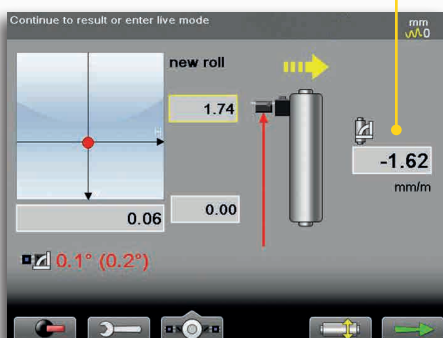 Continue to result or enter live mode
mm
0
new roll
1.74
H
-1.62
mm/m
0.06
0.00
0.1° (0.2°)